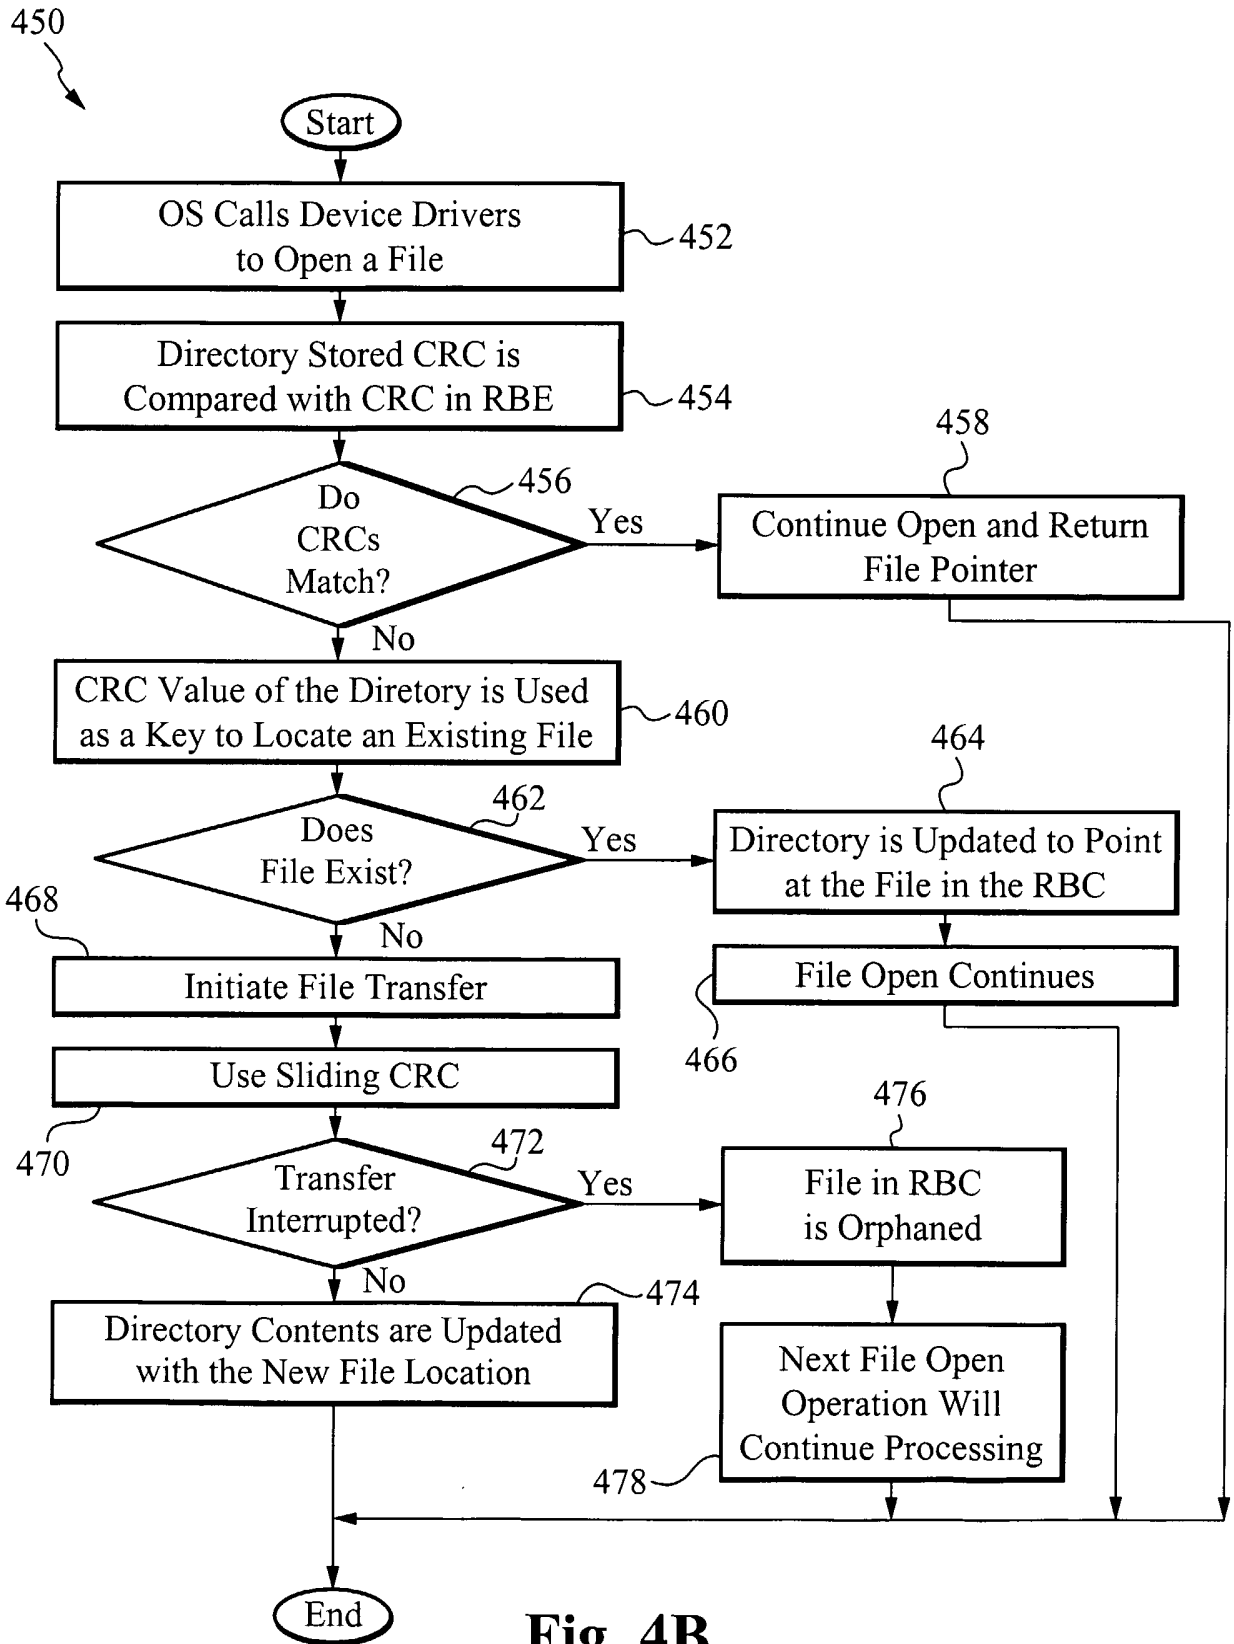 450
Start
OS Calls Device Drivers
to Open a File
452
Directory Stored CRC is
Compared with CRC in RBE
454
Do
CRCs
Match?
456
Yes
458
Continue Open and Return
File Pointer
No
CRC Value of the Diretory is Used
as a Key to Locate an Existing File
460
Does
File Exist?
462
Yes
464
Directory is Updated to Point
at the File in the RBC
File Open Continues
466
No
468
Initiate File Transfer
Use Sliding CRC
470
Transfer
Interrupted?
472
Yes
476
File in RBC
is Orphaned
No
474
Directory Contents are Updated
with the New File Location
Next File Open
Operation Will
Continue Processing
478
End
Fig. 4B